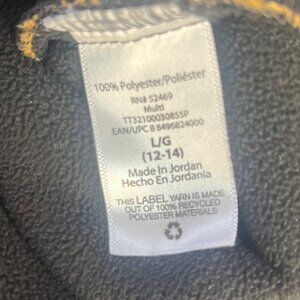 100% Polyester/Poliéster
RN# 52469
Multi
TT32100030855P
EAN/UPC 8 8496824000
L/G
(12-14)
Made In Jordan
Hecho En Jordania
THIS LABEL YARN IS MADE
OUT OF 100% RECYCLED
POLYESTER MATERIALS